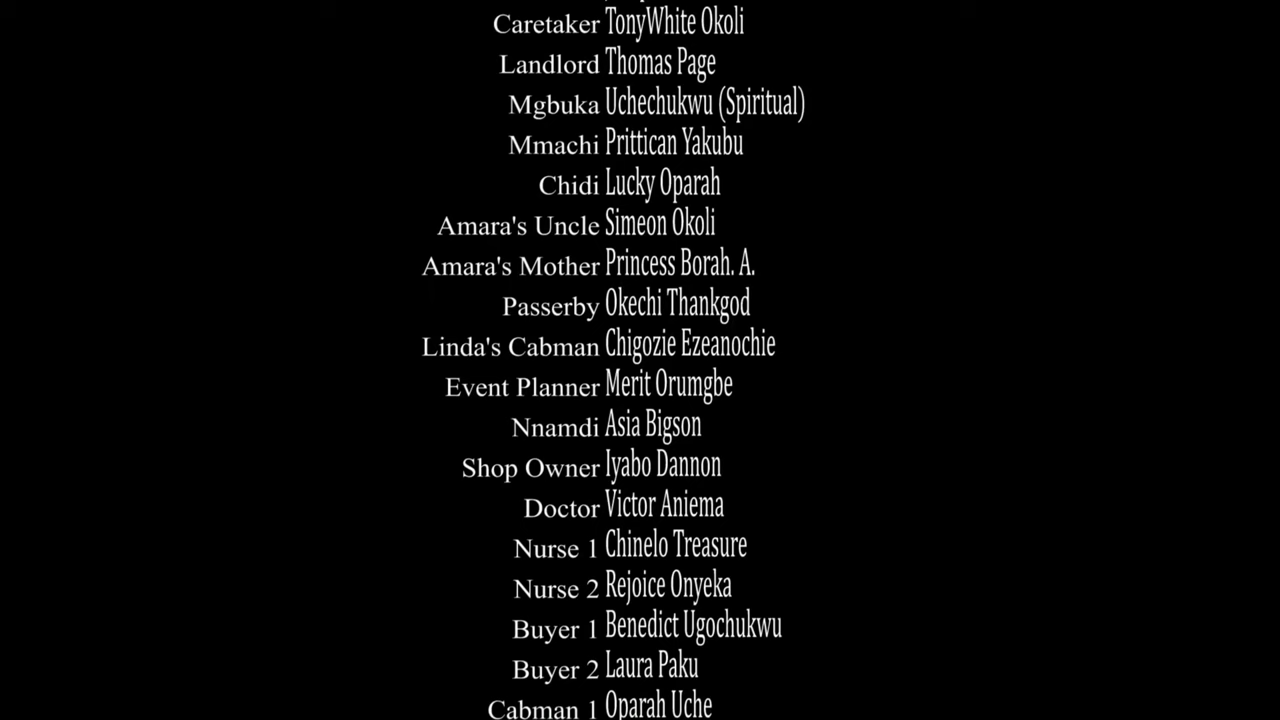 Caretaker TonyWhite Okoli
Landlord Thomas Page
Mgbuka Uchechukwu (Spiritual)
Mmachi Prittican Yakubu
Chidi Lucky Oparah
Amara's Uncle Simeon Okoli
Amara's Mother Princess Borah. A.
Passerby Okechi Thankgod
Linda's Cabman Chigozie Ezeanochie
Event Planner Merit Orumgbe
Nnamdi Asia Bigson
Shop Owner Iyabo Dannon
Doctor Victor Aniema
Nurse 1 Chinelo Treasure
Nurse 2 Rejoice Onyeka
Buyer 1 Benedict Ugochukwu
Buyer 2 Laura Paku
Cabman 1 Oparah Uche